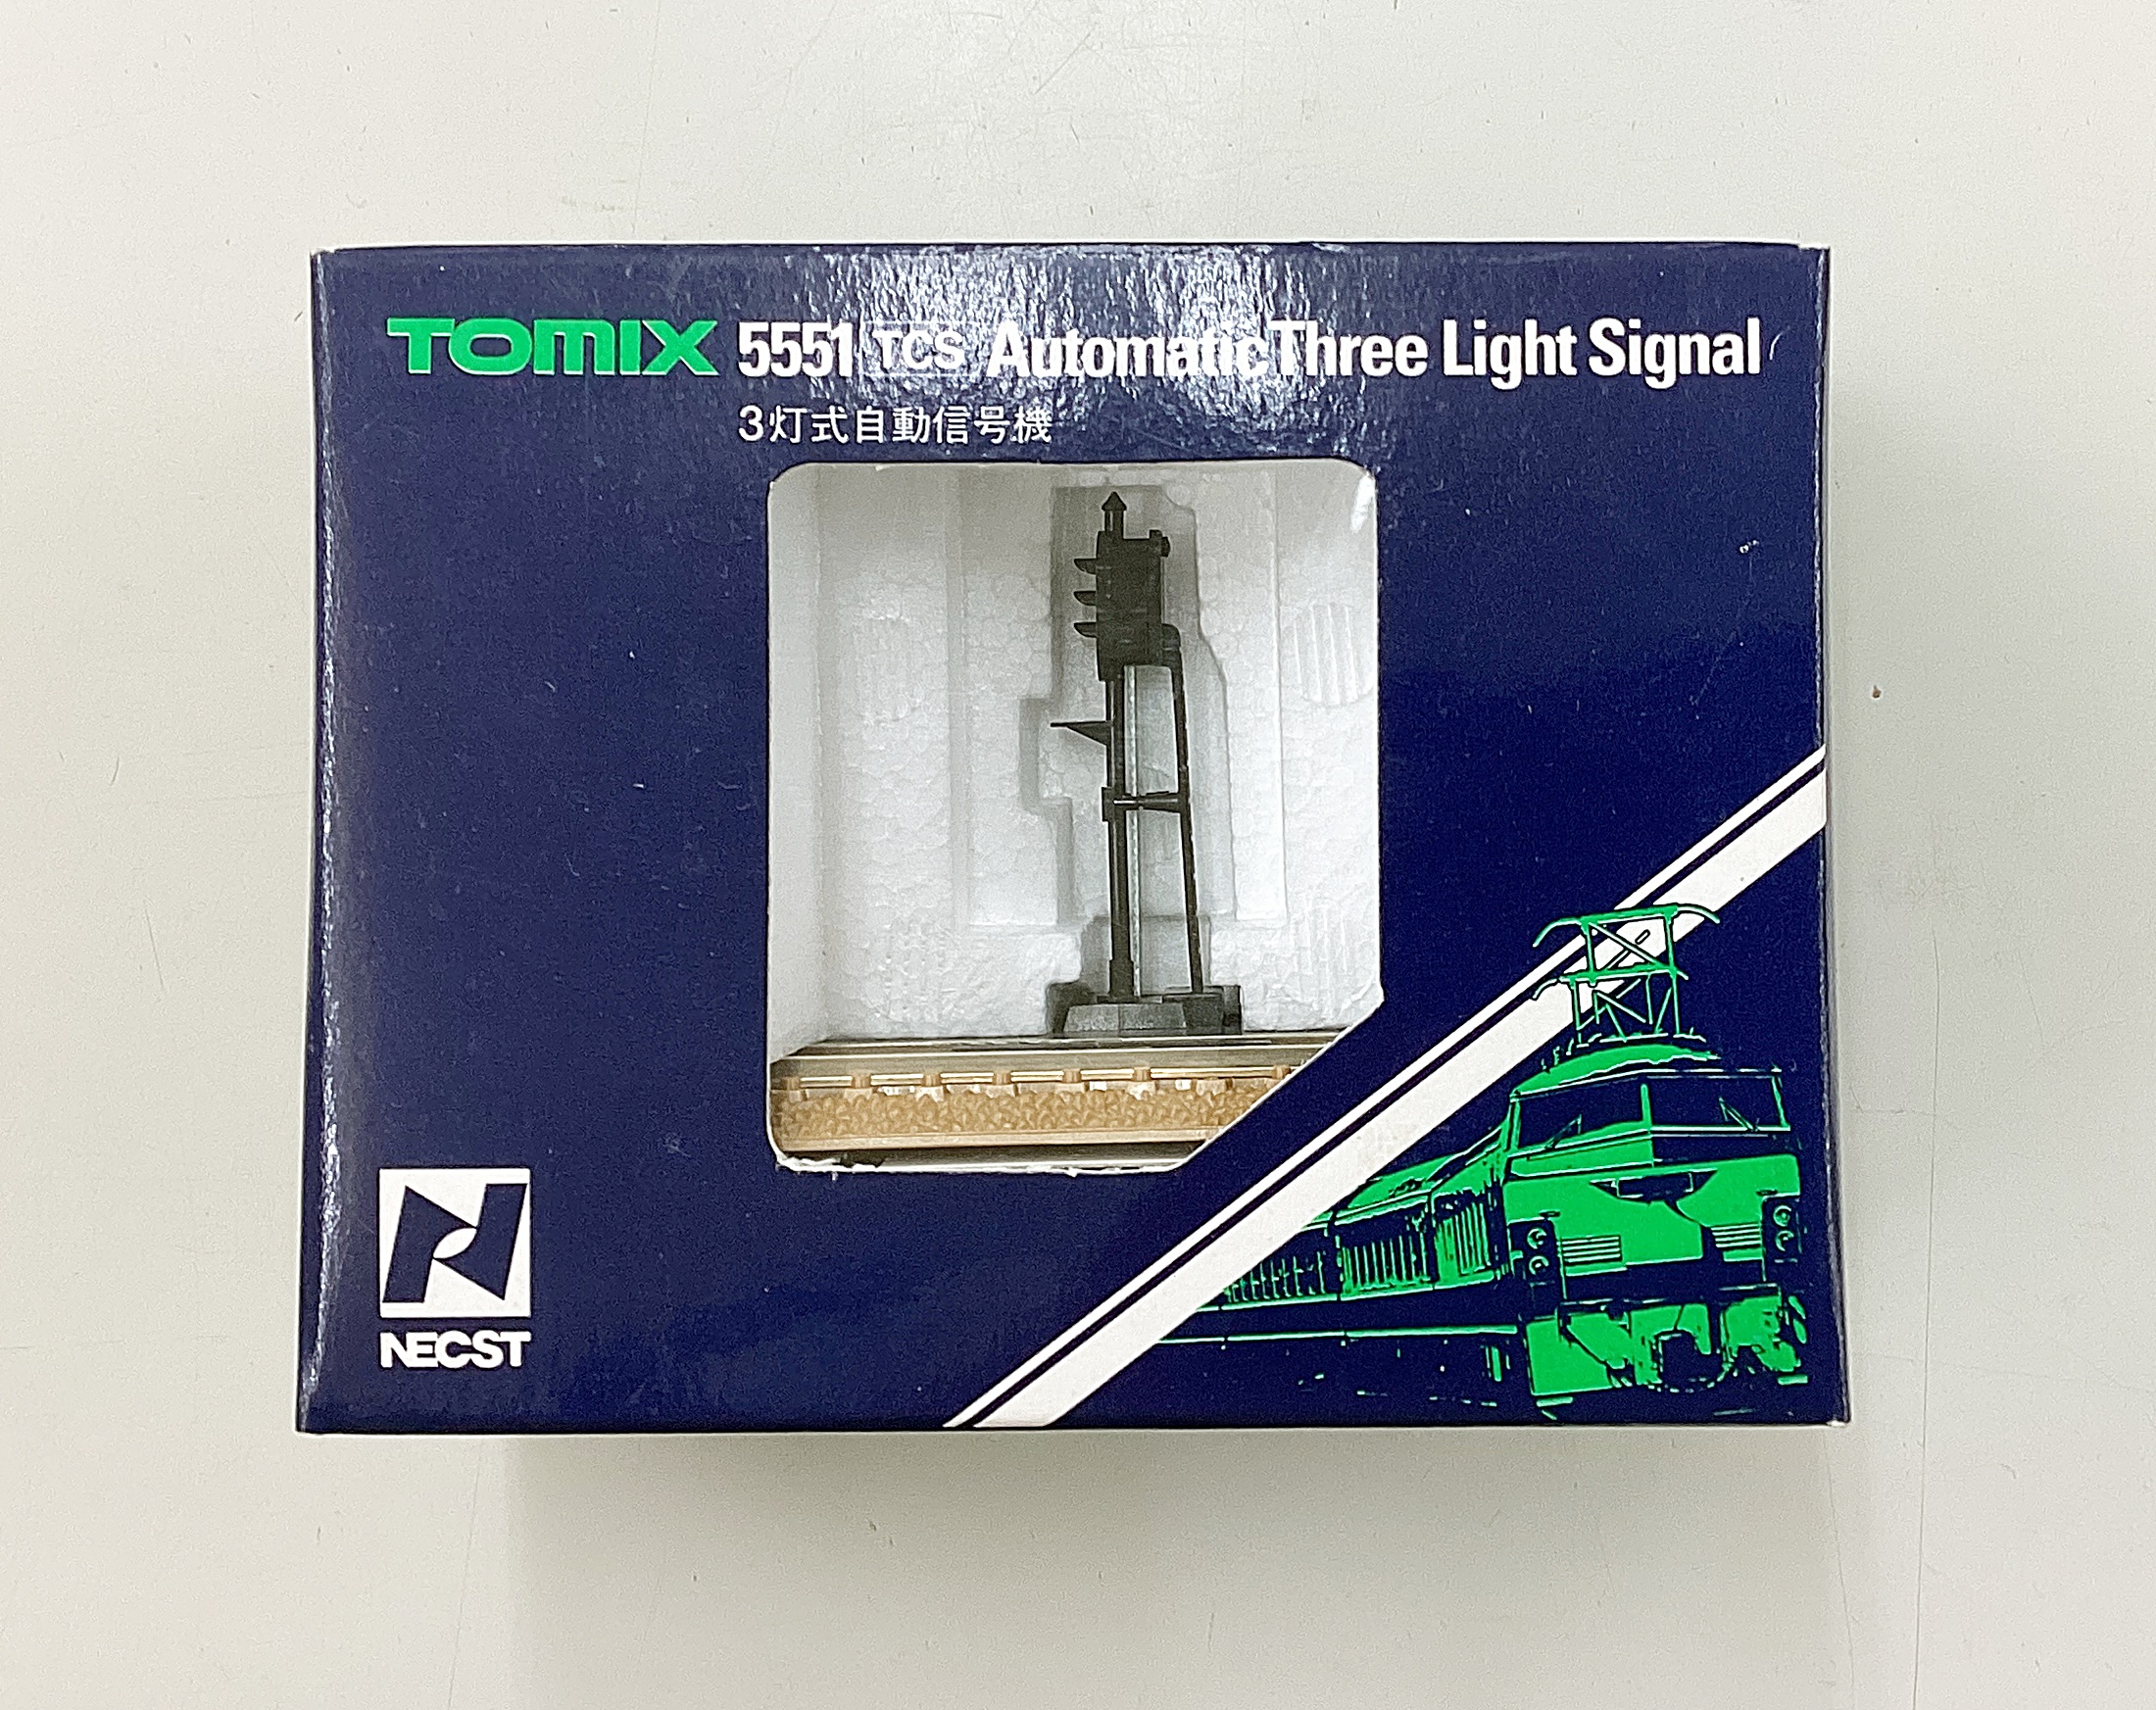 TOMIX 5551 TCS Automatic Three Light Signal
3灯式自動信号機
NECST